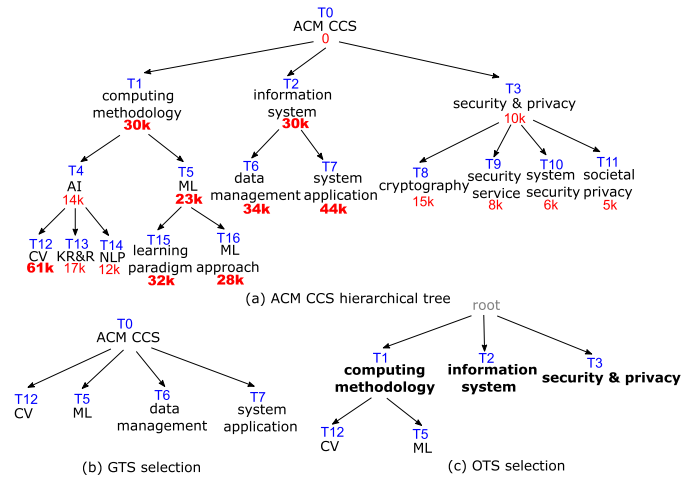 T0
ACM CCS
0
T1
computing
methodology
30k
T2
information
system
30k
T3
security & privacy
10k
T4
AI
14k
T5
ML
23k
T6
data
management
34k
T7
system
application
44k
T8
cryptography
15k
T9
security
service
8k
T10
system
security
6k
T11
societal
privacy
5k
T12
CV
61k
T13
KR&R
17k
T14
NLP
12k
T15
learning
paradigm
32k
T16
ML
approach
28k
(a) ACM CCS hierarchical tree
T0
ACM CCS
T12
CV
T5
ML
T6
data
management
T7
system
application
(b) GTS selection
root
T1
computing
methodology
T2
information
system
T3
security & privacy
T12
CV
T5
ML
(c) OTS selection